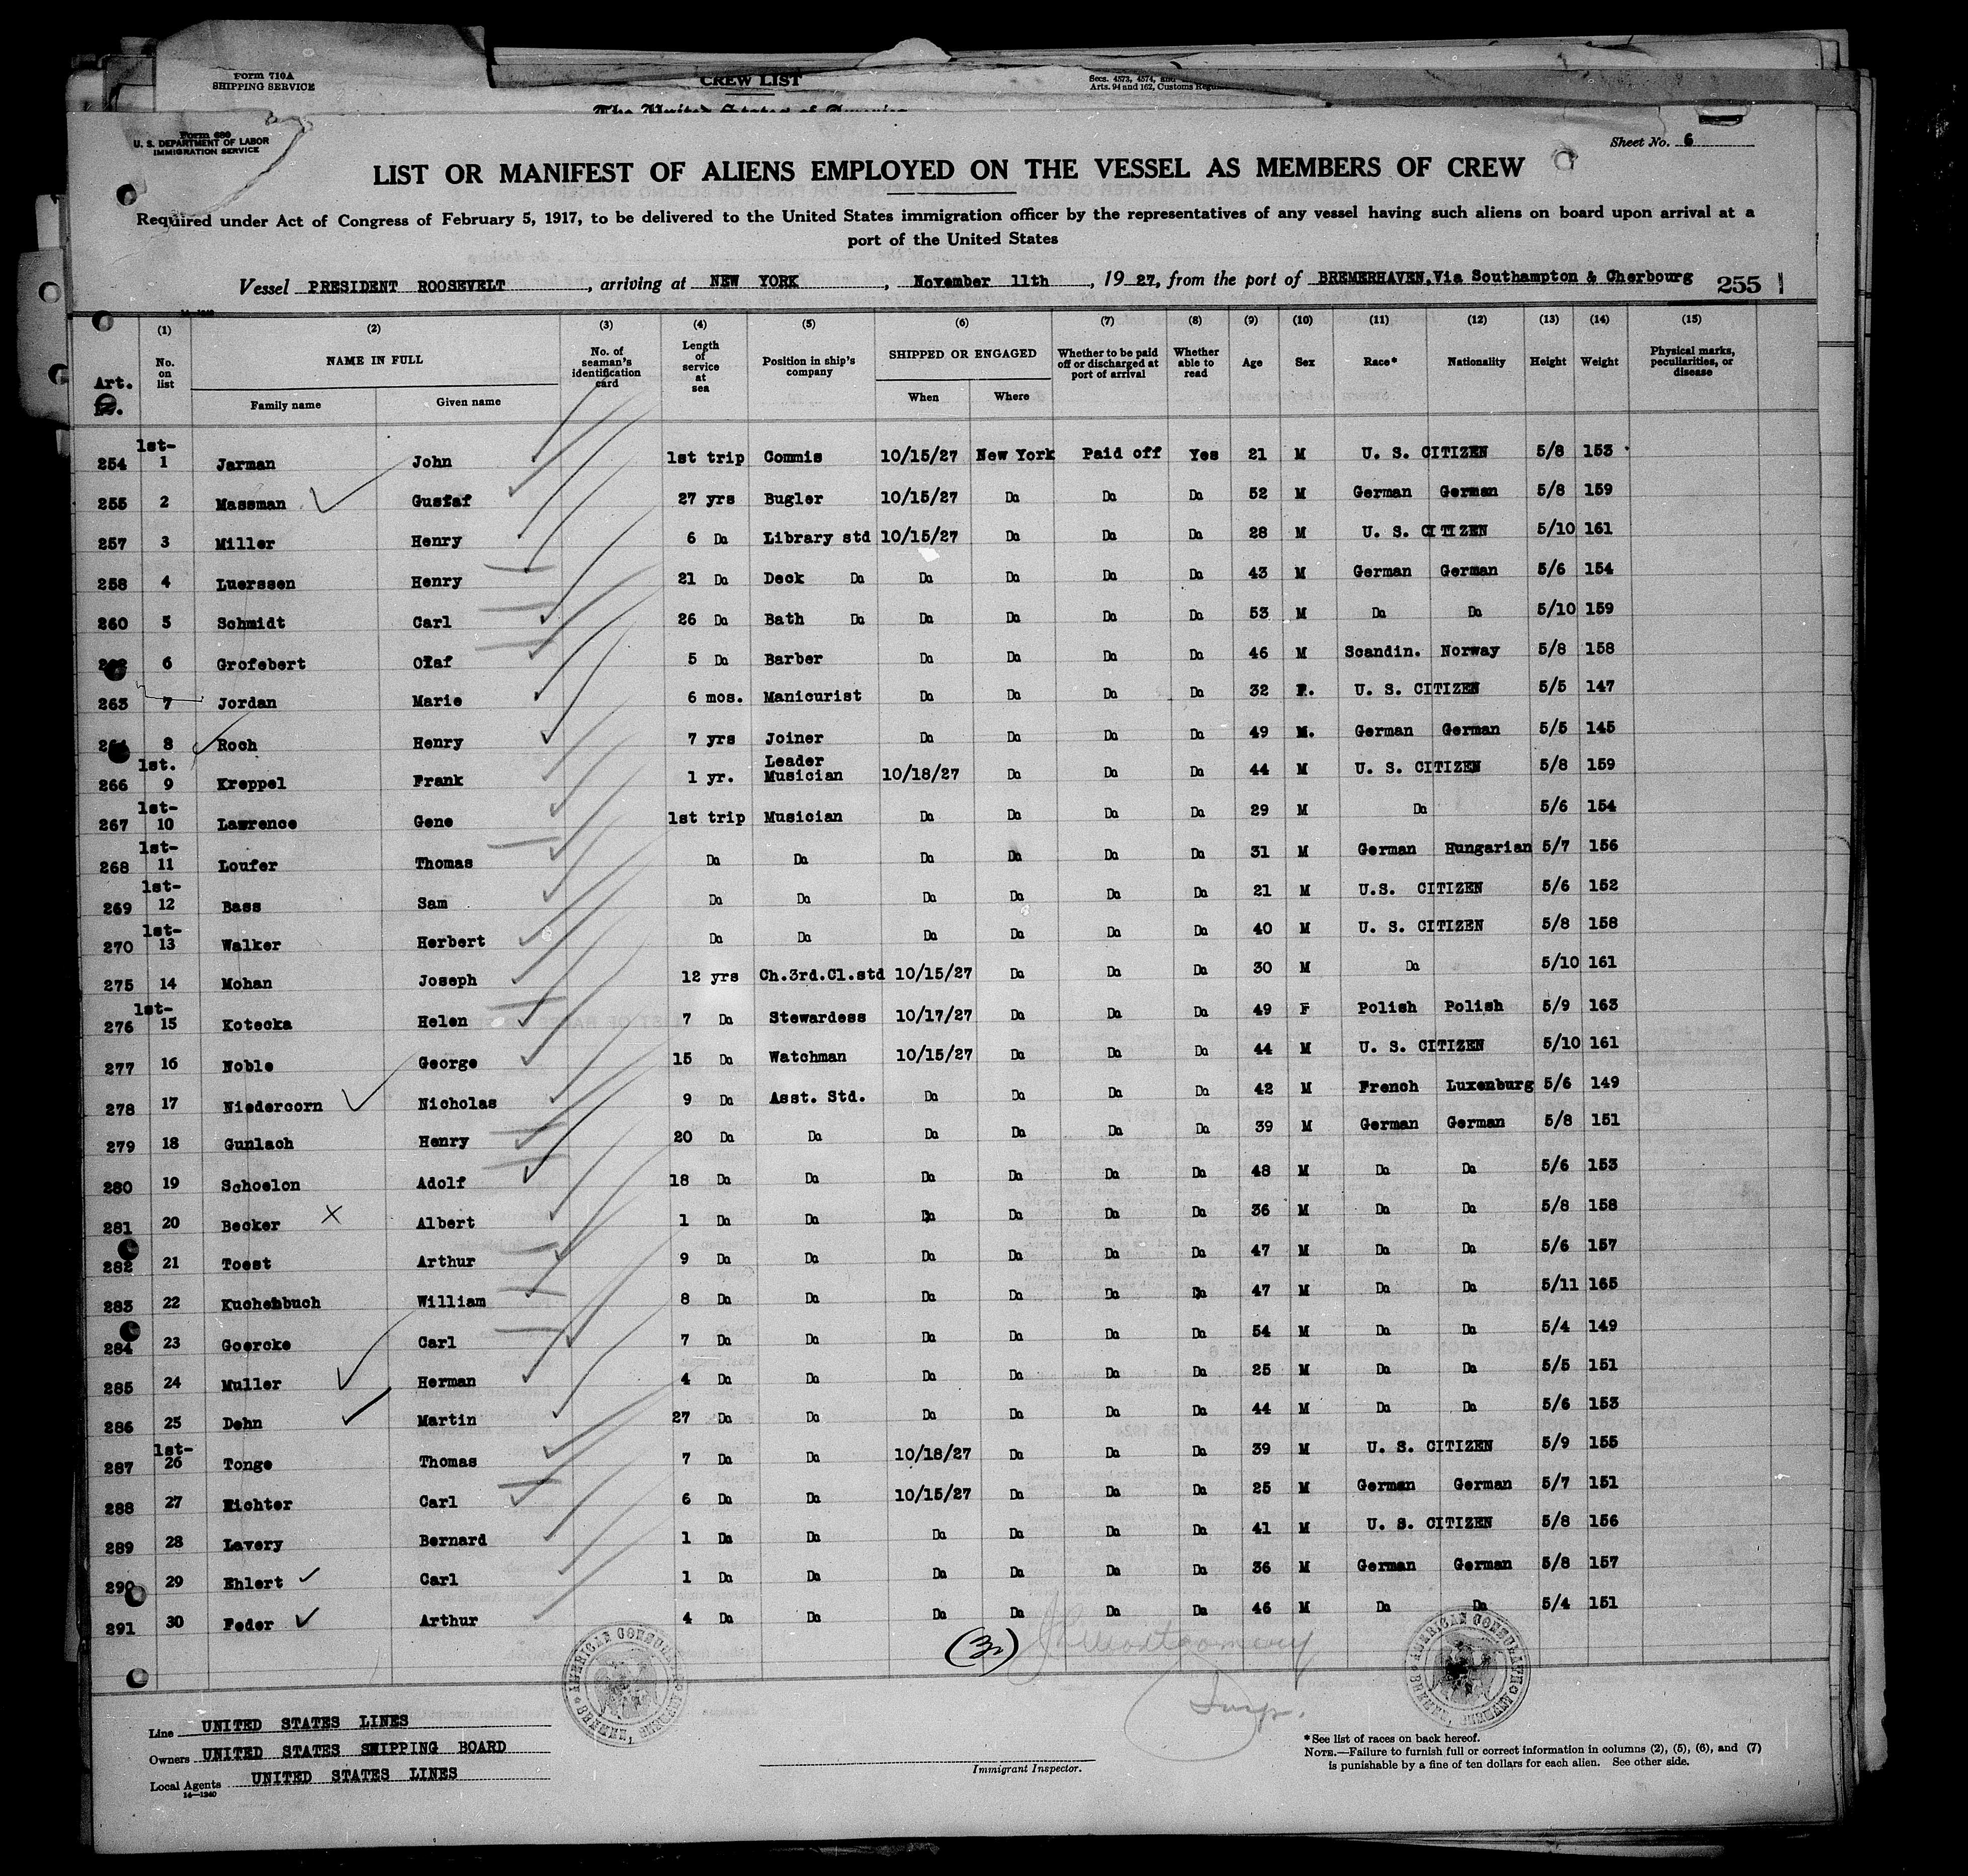 Form 710A
SHIPPING SERVICE
CREW LIST
Secs. 4573, 4574, and
Arts. 94 and 162, Customs
The United States of America
Form 680
U. S. DEPARTMENT OF LABOR
IMMIGRATION SERVICE
Sheet No. 6
LIST OR MANIFEST OF ALIENS EMPLOYED ON THE VESSEL AS MEMBERS OF CREW
Required under Act of Congress of February 5, 1917, to be delivered to the United States immigration officer by the representatives of any vessel having such aliens on board upon arrival at a
port of the United States
Vessel PRESIDENT ROOSEVELT, arriving at NEW YORK, November 11th, 1927, from the port of BREMERHAVEN, Via Southampton & Cherbourg 255
(1) (2) (3) (4) (5) (6) (7) (8) (9) (10) (11) (12) (13) (14) (15)
Art. No. on list NAME IN FULL Family name Given name No. of seaman's identification card Length of service at sea Position in ship's company SHIPPED OR ENGAGED When Where Whether to be paid off or discharged at port of arrival Whether able to read Age Sex Race* Nationality Height Weight Physical marks, peculiarities, or disease
254 1st- 1 Jarman John 1st trip Commis 10/15/27 New York Paid off Yes 21 M U. S. CITIZEN 5/8 153
255 2 Massman Gustaf 27 yrs Bugler 10/15/27 Do Do Do 52 M German German 5/8 159
257 3 Miller Henry 6 Do Library std 10/15/27 Do Do Do 28 M U. S. CITIZEN 5/10 161
258 4 Luerssen Henry 21 Do Deck Do Do Do Do Do 43 M German German 5/6 154
260 5 Schmidt Carl 26 Do Bath Do Do Do Do Do 53 M Do Do 5/10 159
6 Grofebert Olaf 5 Do Barber Do Do Do Do 46 M Scandin. Norway 5/8 158
263 7 Jordan Marie 6 mos. Manicurist Do Do Do Do 32 F. U. S. CITIZEN 5/5 147
264 8 Roch Henry 7 yrs Joiner Do Do Do Do 49 M. German German 5/5 145
266 1st. 9 Kreppel Frank 1 yr. Leader Musician 10/18/27 Do Do Do 44 M U. S. CITIZEN 5/8 159
267 1st- 10 Lawrence Gene 1st trip Musician Do Do Do Do 29 M Do 5/6 154
268 1st- 11 Loufer Thomas Do Do Do Do Do Do 31 M German Hungarian 5/7 156
269 1st- 12 Bass Sam Do Do Do Do Do Do 21 M U.S. CITIZEN 5/6 152
270 1st- 13 Walker Herbert Do Do Do Do Do Do 40 M U. S. CITIZEN 5/8 158
275 14 Mohan Joseph 12 yrs Ch.3rd.Cl.std 10/15/27 Do Do Do 30 M Do 5/10 161
276 1st- 15 Kotecka Helen 7 Do Stewardess 10/17/27 Do Do Do 49 F Polish Polish 5/9 163
277 16 Noble George 15 Do Watchman 10/15/27 Do Do Do 44 M U. S. CITIZEN 5/10 161
278 17 Niedercorn Nicholas 9 Do Asst. Std. Do Do Do Do 42 M French Luxenburg 5/6 149
279 18 Gunlach Henry 20 Do Do Do Do Do Do 39 M German German 5/8 151
280 19 Schoelon Adolf 18 Do Do Do Do Do Do 48 M Do Do 5/6 153
281 20 Becker Albert 1 Do Do Do Do Do Do 36 M Do Do 5/8 158
282 21 Toest Arthur 9 Do Do Do Do Do Do 47 M Do Do 5/6 157
283 22 Kuchenbuch William 8 Do Do Do Do Do Do 47 M Do Do 5/11 165
284 23 Goercke Carl 7 Do Do Do Do Do Do 54 M Do Do 5/4 149
285 24 Muller Herman 4 Do Do Do Do Do Do 25 M Do Do 5/5 151
286 25 Dehn Martin 27 Do Do Do Do Do Do 44 M Do Do 5/6 153
287 1st- 26 Tonge Thomas 7 Do Do 10/18/27 Do Do Do 39 M U. S. CITIZEN 5/9 155
288 27 Richter Carl 6 Do Do 10/15/27 Do Do Do 25 M German German 5/7 151
289 28 Lavery Bernard 1 Do Do Do Do Do Do 41 M U. S. CITIZEN 5/8 156
290 29 Ehlert Carl 1 Do Do Do Do Do Do 36 M German German 5/8 157
291 30 Feder Arthur 4 Do Do Do Do Do Do 46 M Do Do 5/4 151
(30) Montgomery
Surg.
AMERICAN CONSULATE BREMEN, GERMANY
AMERICAN CONSULATE BREMEN, GERMANY
Line UNITED STATES LINES
Owners UNITED STATES SHIPPING BOARD
Local Agents UNITED STATES LINES
14—1240
Immigrant Inspector.
*See list of races on back hereof.
NOTE.—Failure to furnish full or correct information in columns (2), (5), (6), and (7)
is punishable by a fine of ten dollars for each alien. See other side.